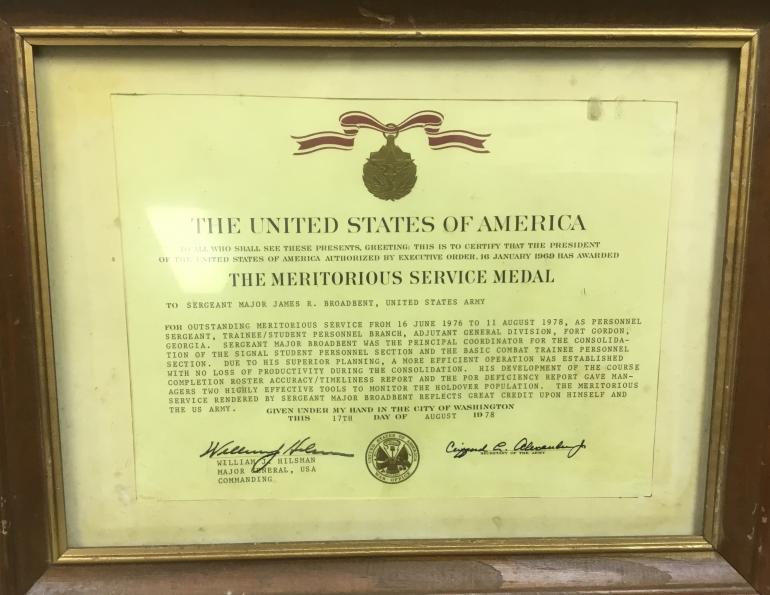 THE UNITED STATES OF AMERICA
TO ALL WHO SHALL SEE THESE PRESENTS, GREETING: THIS IS TO CERTIFY THAT THE PRESIDENT
OF THE UNITED STATES OF AMERICA AUTHORIZED BY EXECUTIVE ORDER, 16 JANUARY 1969 HAS AWARDED
THE MERITORIOUS SERVICE MEDAL
TO SERGEANT MAJOR JAMES R. BROADBENT, UNITED STATES ARMY
FOR OUTSTANDING MERITORIOUS SERVICE FROM 16 JUNE 1976 TO 11 AUGUST 1978, AS PERSONNEL
SERGEANT, TRAINEE/STUDENT PERSONNEL BRANCH, ADJUTANT GENERAL DIVISION, FORT GORDON,
GEORGIA. SERGEANT MAJOR BROADBENT WAS THE PRINCIPAL COORDINATOR FOR THE CONSOLIDA-
TION OF THE SIGNAL STUDENT PERSONNEL SECTION AND THE BASIC COMBAT TRAINEE PERSONNEL
SECTION. DUE TO HIS SUPERIOR PLANNING, A MORE EFFICIENT OPERATION WAS ESTABLISHED
WITH NO LOSS OF PRODUCTIVITY DURING THE CONSOLIDATION. HIS DEVELOPMENT OF THE COURSE
COMPLETION ROSTER ACCURACY/TIMELINESS REPORT AND THE POR DEFICIENCY REPORT GAVE MAN-
AGERS TWO HIGHLY EFFECTIVE TOOLS TO MONITOR THE HOLDOVER POPULATION. THE MERITORIOUS
SERVICE RENDERED BY SERGEANT MAJOR BROADBENT REFLECTS GREAT CREDIT UPON HIMSELF AND
THE US ARMY.
GIVEN UNDER MY HAND IN THE CITY OF WASHINGTON
THIS 17TH DAY OF AUGUST 1978
WILLIAM J. HILSMAN
MAJOR GENERAL, USA
COMMANDING
SECRETARY OF THE ARMY